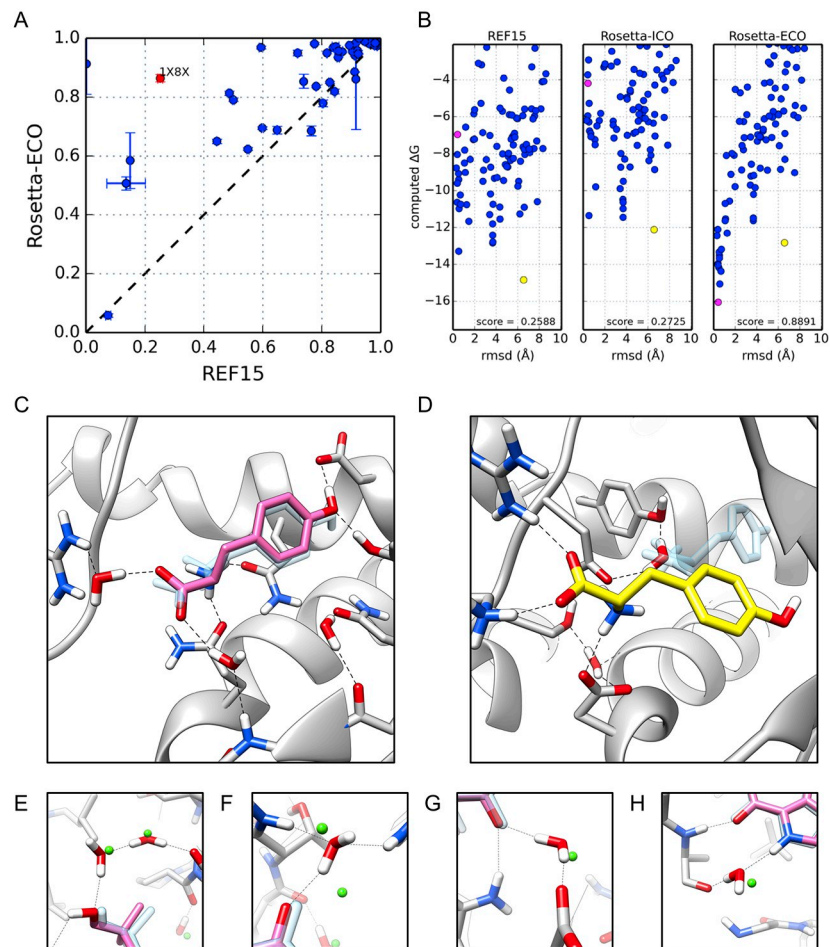 A
1.0
0.8
0.6
0.4
0.2
0.0
0.0 0.2 0.4 0.6 0.8 1.0
Rosetta-ECO
REF15
1X8X
B
REF15 Rosetta-ICO Rosetta-ECO
−4
−6
−8
−10
−12
−14
−16
computed ΔG
score = 0.2588 score = 0.2725 score = 0.8891
0 2 4 6 8 10 0 2 4 6 8 10 0 2 4 6 8 10
rmsd (Å) rmsd (Å) rmsd (Å)
C
D
E
F
G
H